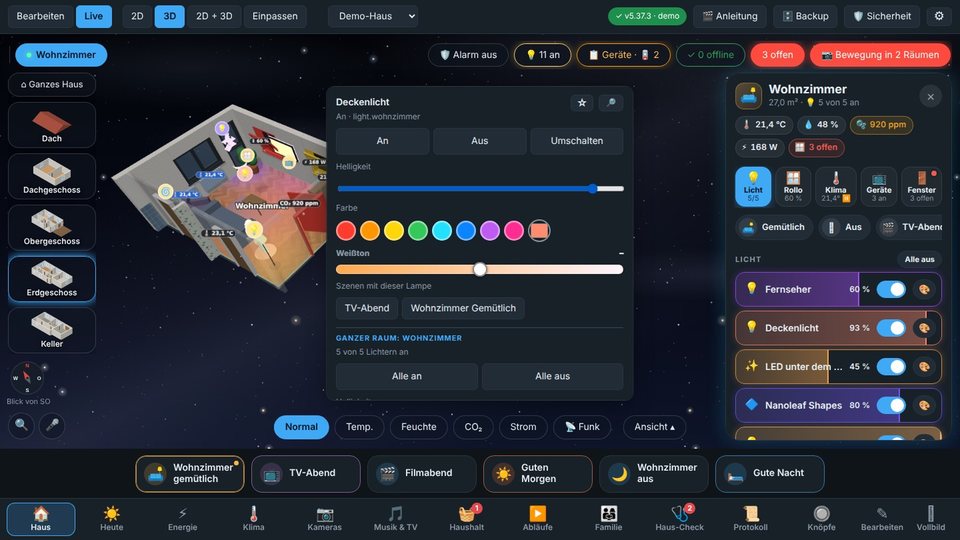 Bearbeiten Live 2D 3D 2D + 3D Einpassen Demo-Haus ✓ v5.37.3 · demo Anleitung Backup Sicherheit
Wohnzimmer Alarm aus 11 an Geräte · 2 ✓ 0 offline 3 offen Bewegung in 2 Räumen
Ganzes Haus
Dach
Dachgeschoss
Obergeschoss
Erdgeschoss
Keller
N
W O
S
Blick von SO
60 %
168 W
21,4 °C
21,4 °C
Wohnzimmer
CO₂ 920 ppm
23,1 °C
Deckenlicht
An · light.wohnzimmer
An Aus Umschalten
Helligkeit
Farbe
Weißton –
Szenen mit dieser Lampe
TV-Abend Wohnzimmer Gemütlich
GANZER RAUM: WOHNZIMMER
5 von 5 Lichtern an
Alle an Alle aus
Wohnzimmer
27,0 m² · 5 von 5 an
21,4 °C 48 % 920 ppm
168 W 3 offen
Licht Rollo Klima Geräte Fenster
5/5 60 % 21,4° 3 an 3 offen
Gemütlich Aus TV-Abend
LICHT Alle aus
Fernseher 60 %
Deckenlicht 93 %
LED unter dem ... 45 %
Nanoleaf Shapes 80 %
Normal Temp. Feuchte CO₂ Strom Funk Ansicht ▴
Wohnzimmer gemütlich TV-Abend Filmabend Guten Morgen Wohnzimmer aus Gute Nacht
Haus Heute Energie Klima Kameras Musik & TV Haushalt 1 Abläufe Familie Haus-Check 2 Protokoll Knöpfe Bearbeiten Vollbild